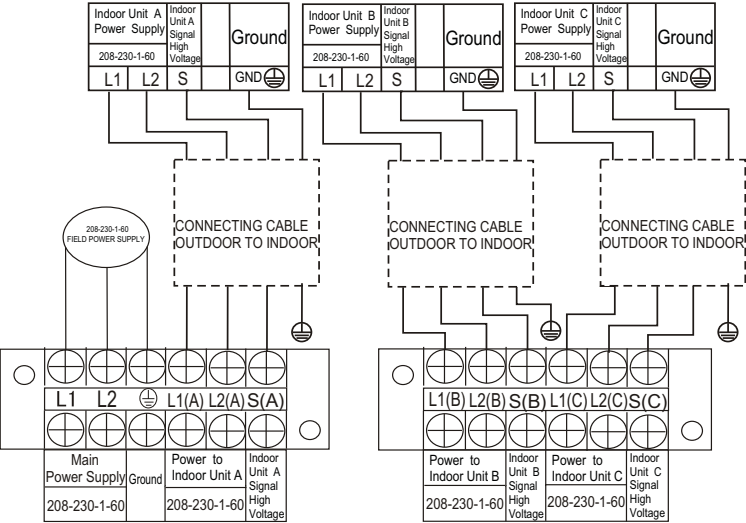 Indoor Unit A
Power Supply
208-230-1-60
Indoor
Unit A
Signal
High
Voltage
Ground
L1
L2
S
GND
Indoor Unit B
Power Supply
208-230-1-60
Indoor
Unit B
Signal
High
Voltage
Ground
L1
L2
S
GND
Indoor Unit C
Power Supply
208-230-1-60
Indoor
Unit C
Signal
High
Voltage
Ground
L1
L2
S
GND
208-230-1-60
FIELD POWER SUPPLY
CONNECTING CABLE
OUTDOOR TO INDOOR
CONNECTING CABLE
OUTDOOR TO INDOOR
CONNECTING CABLE
OUTDOOR TO INDOOR
L1
L2
L1(A)
L2(A)
S(A)
L1(B)
L2(B)
S(B)
L1(C)
L2(C)
S(C)
Main
Power Supply
208-230-1-60
Ground
Power to
Indoor Unit A
208-230-1-60
Indoor
Unit A
Signal
High
Voltage
Power to
Indoor Unit B
208-230-1-60
Indoor
Unit B
Signal
High
Voltage
Power to
Indoor Unit C
208-230-1-60
Indoor
Unit C
Signal
High
Voltage